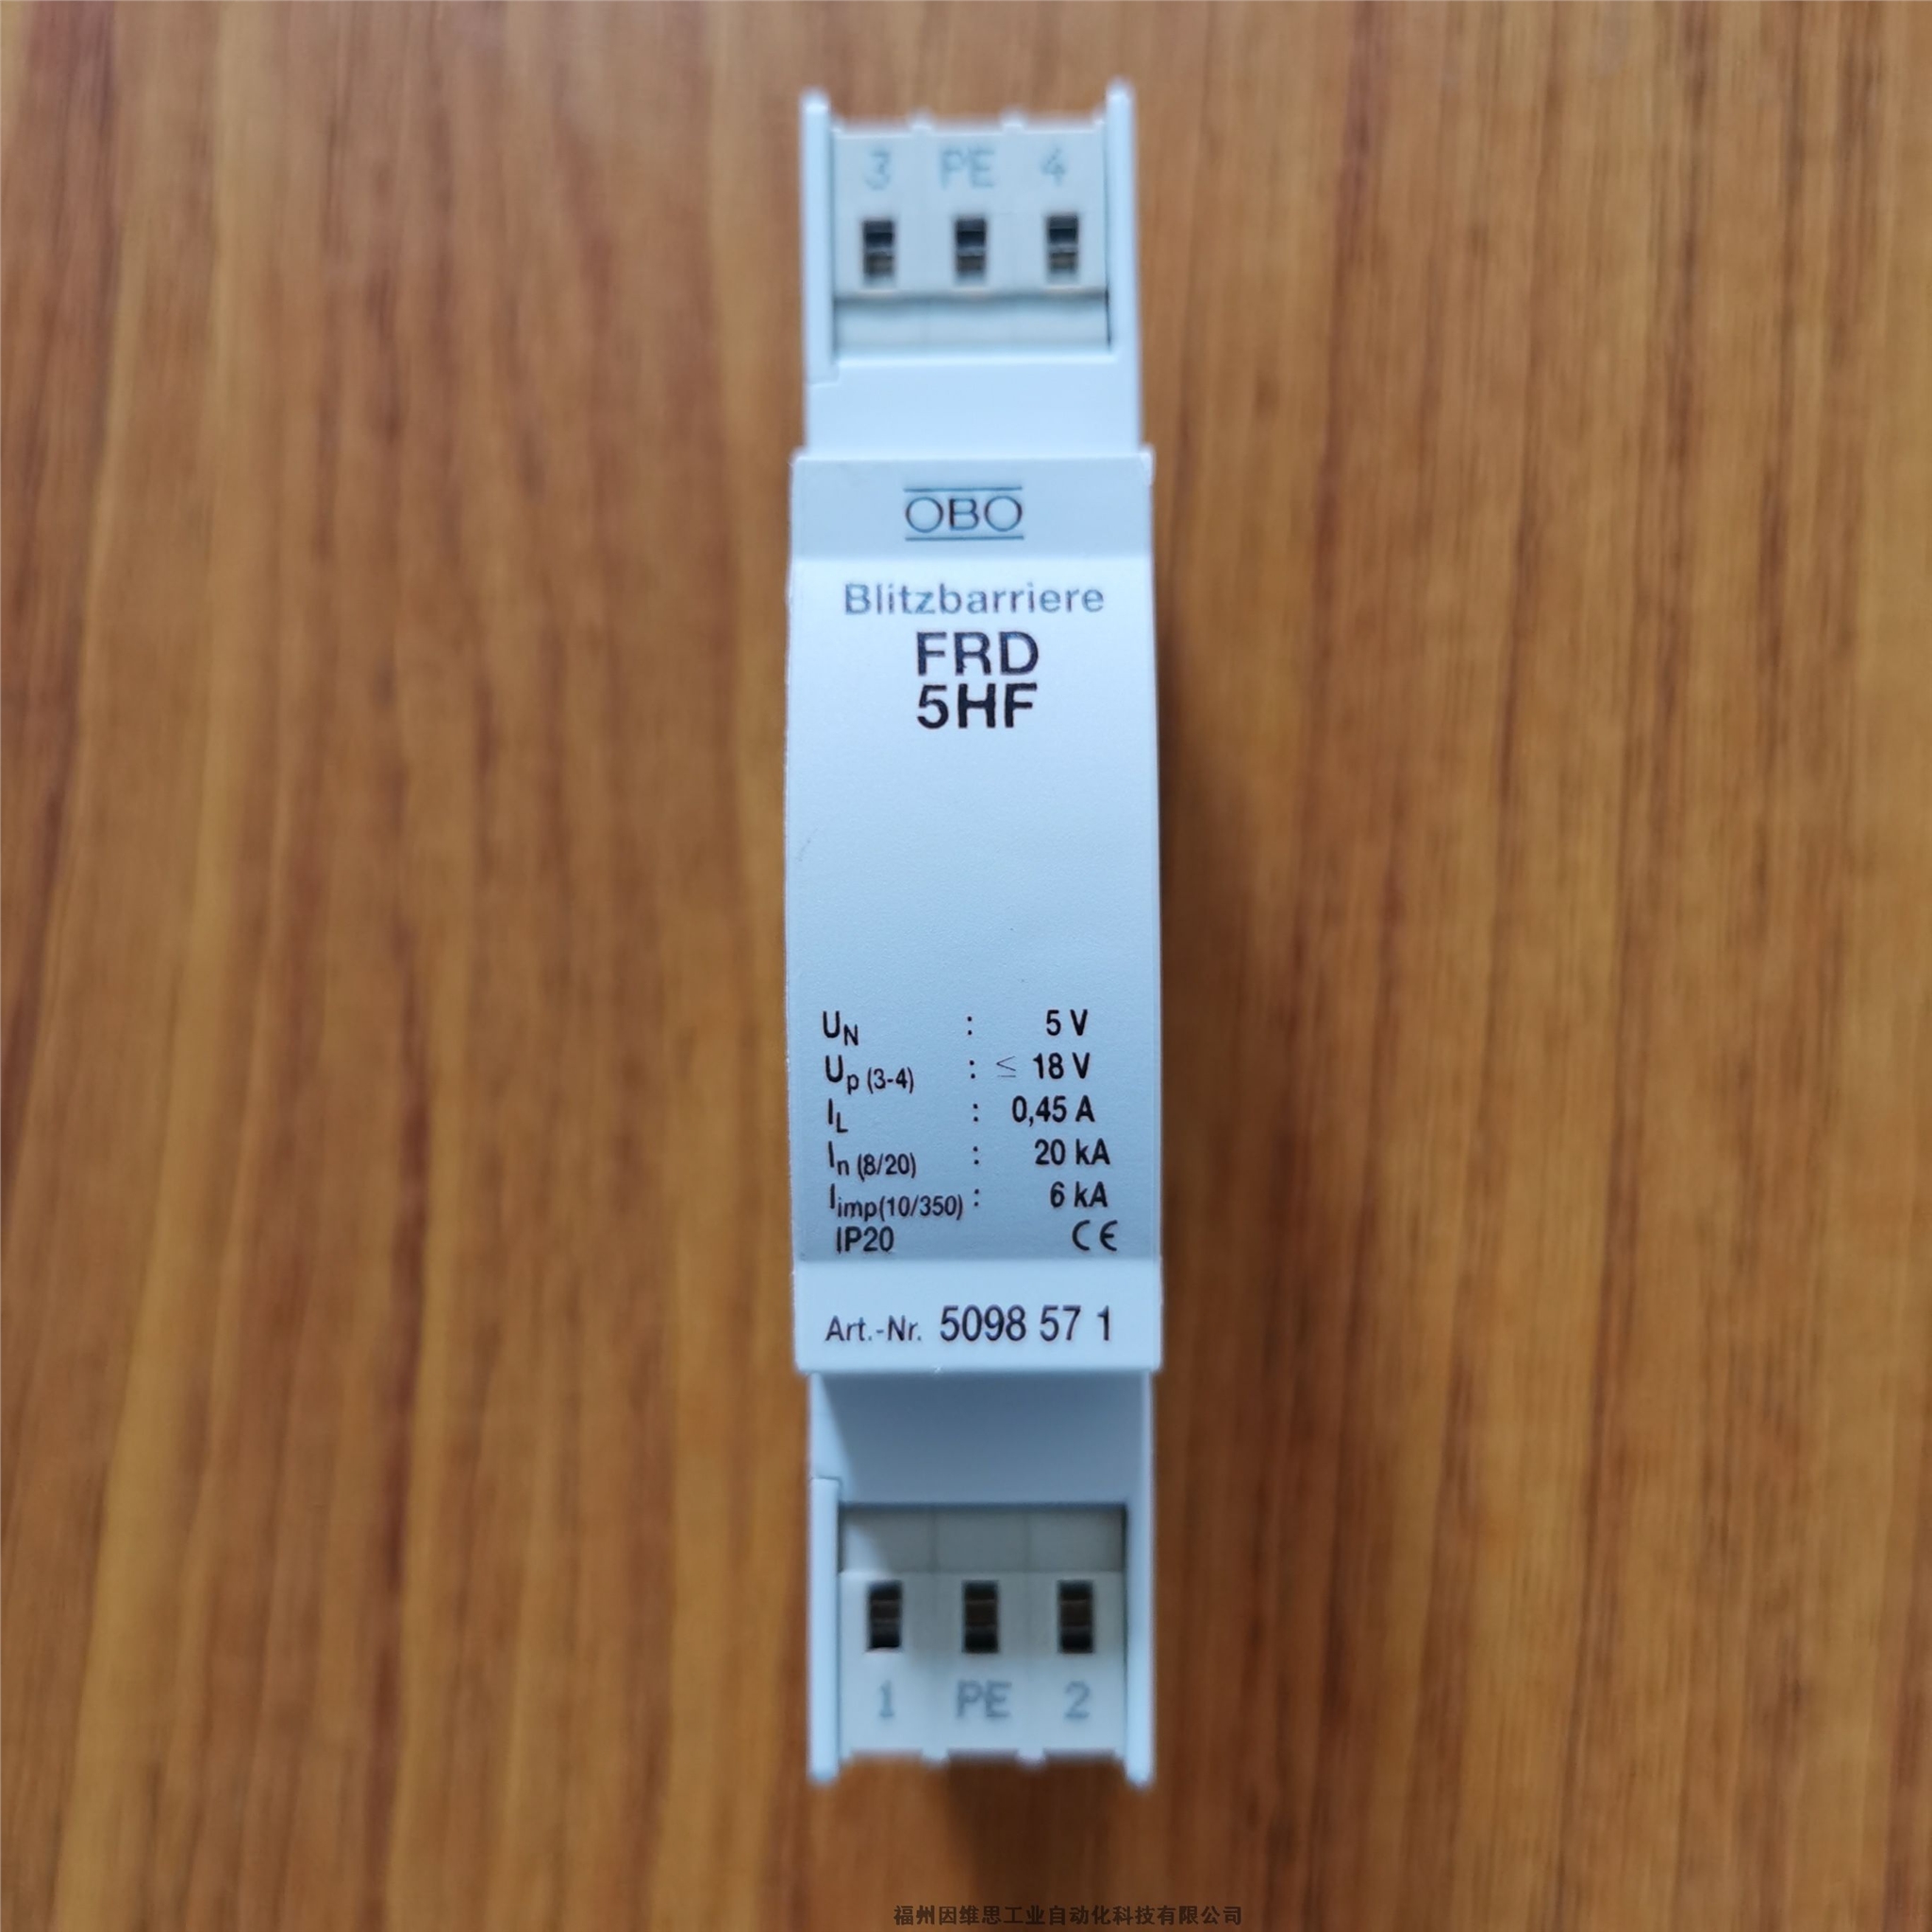 3 PE 4
OBO
Blitzbarriere
FRD
5HF
UN : 5 V
Up (3-4) : ≤ 18 V
IL : 0,45 A
In (8/20) : 20 kA
Iimp(10/350) : 6 kA
IP20 CE
Art.-Nr. 5098 57 1
1 PE 2
福州因维思工业自动化科技有限公司